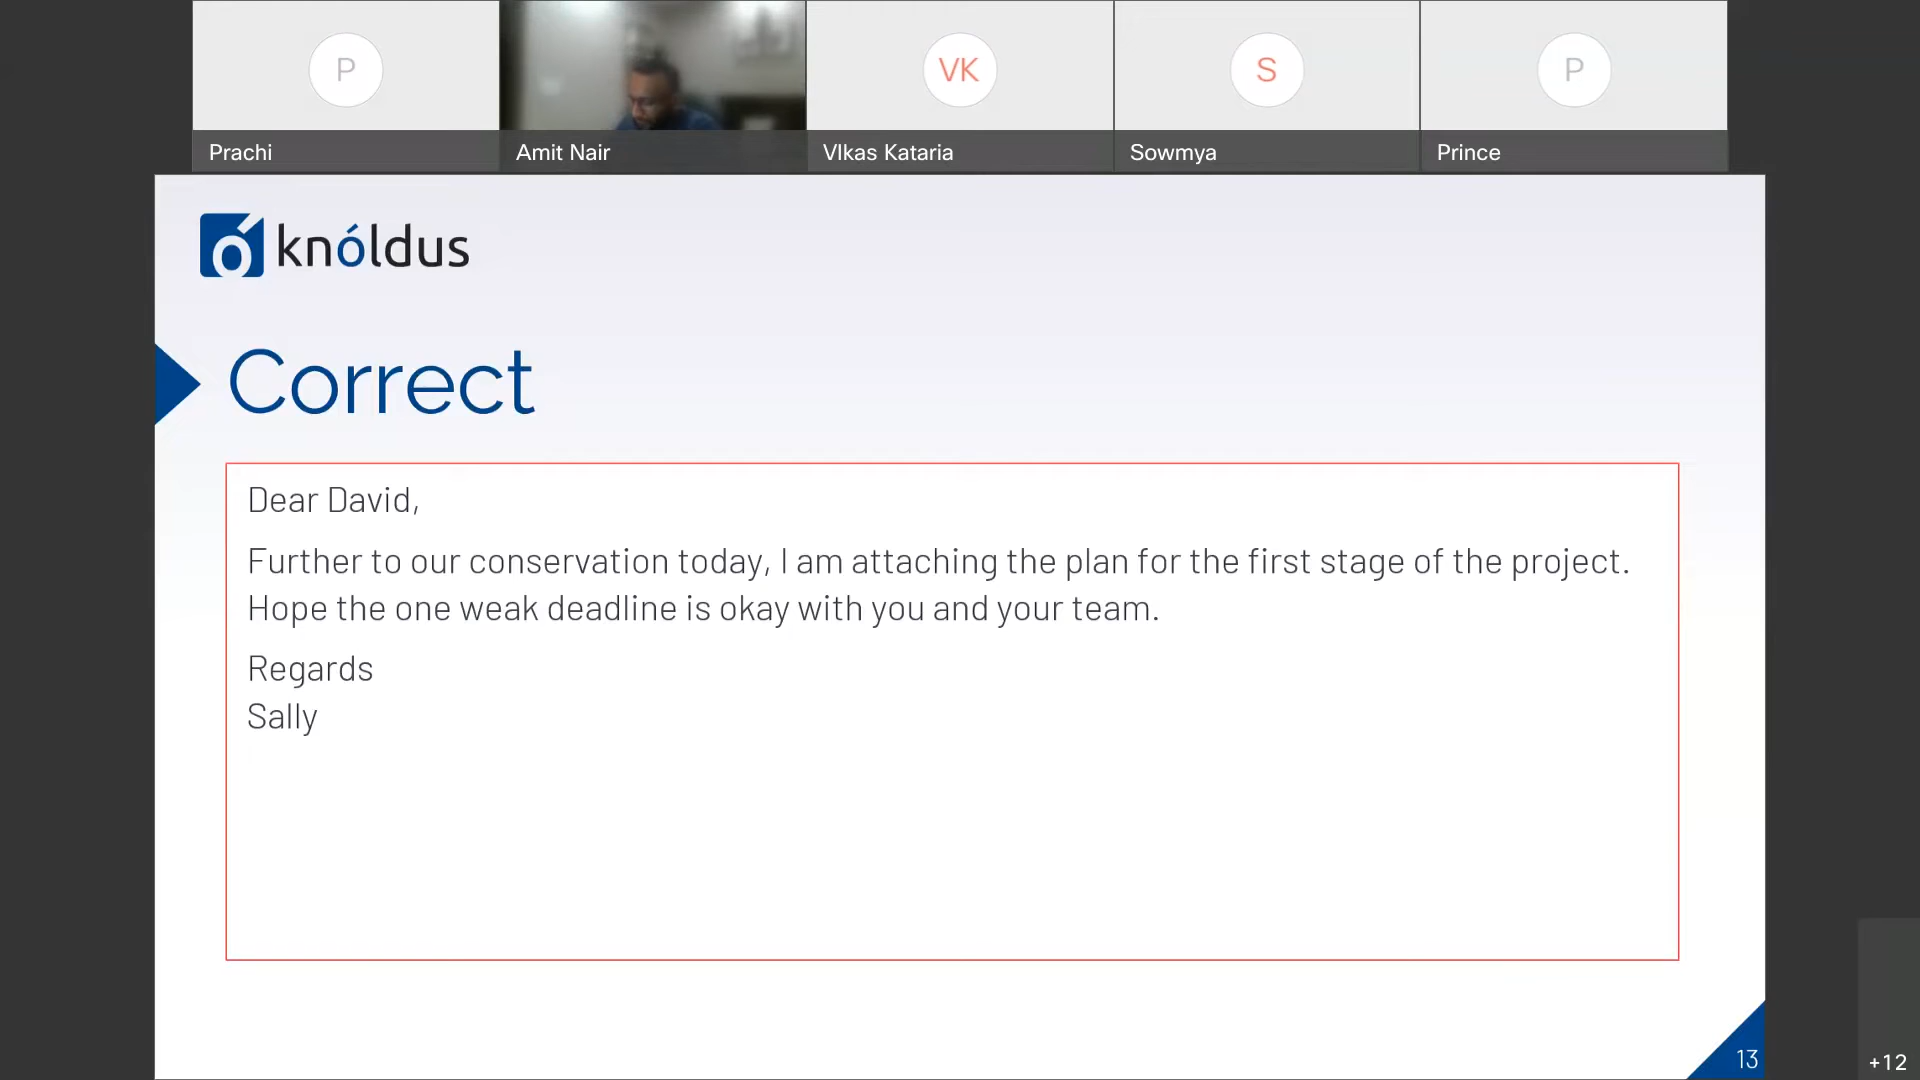 P
VK
S
P
Prachi
Amit Nair
VIkas Kataria
Sowmya
Prince
knóldus
Correct
Dear David,
Further to our conservation today, I am attaching the plan for the first stage of the project.
Hope the one weak deadline is okay with you and your team.
Regards
Sally
13
+12